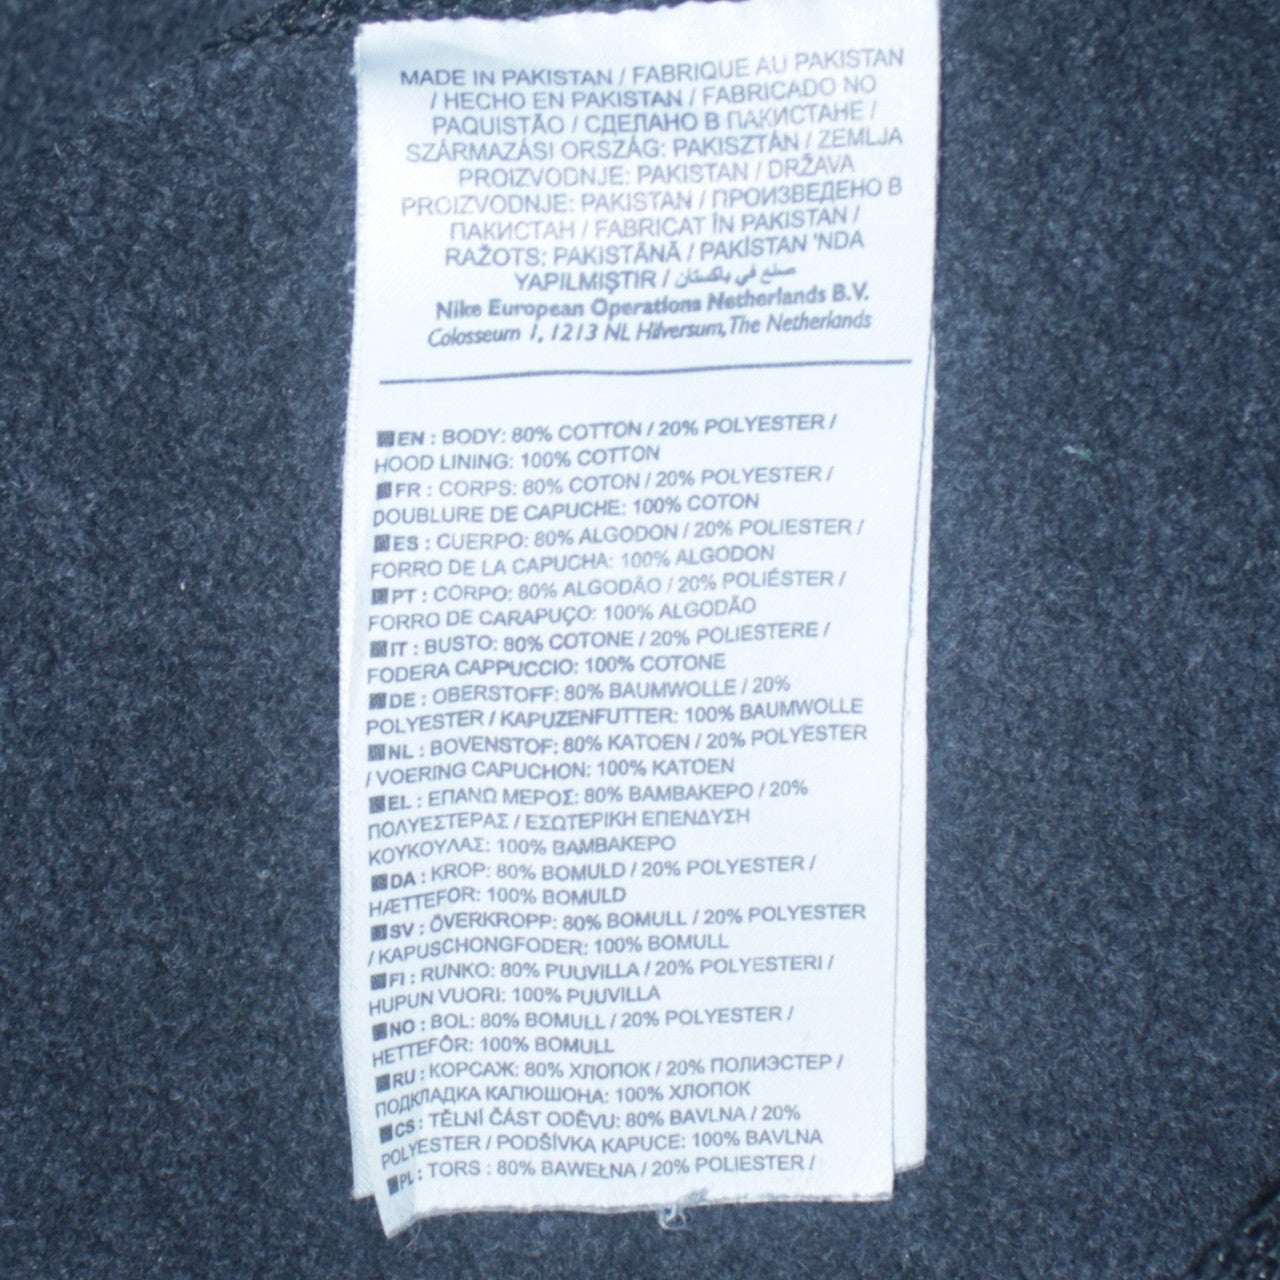 MADE IN PAKISTAN / FABRIQUE AU PAKISTAN
/ HECHO EN PAKISTAN / FABRICADO NO
PAQUISTÃO / СДЕЛАНО В ПАКИСТАНЕ /
SZÁRMAZÁSI ORSZÁG: PAKISZTÁN / ZEMLJA
PROIZVODNJE: PAKISTAN / DRŽAVA
PROIZVODNJE: PAKISTAN / ПРОИЗВЕДЕНО В
ПАКИСТАН / FABRICAT ÎN PAKISTAN /
RAŽOTS: PAKISTĀNĀ / PAKİSTAN 'NDA
YAPILMIŞTIR / صنع في باكستان
Nike European Operations Netherlands B.V.
Colosseum 1, 1213 NL Hilversum, The Netherlands
EN : BODY: 80% COTTON / 20% POLYESTER /
HOOD LINING: 100% COTTON
FR : CORPS: 80% COTON / 20% POLYESTER /
DOUBLURE DE CAPUCHE: 100% COTON
ES : CUERPO: 80% ALGODON / 20% POLIESTER /
FORRO DE LA CAPUCHA: 100% ALGODON
PT : CORPO: 80% ALGODÃO / 20% POLIÉSTER /
FORRO DE CARAPUÇO: 100% ALGODÃO
IT : BUSTO: 80% COTONE / 20% POLIESTERE /
FODERA CAPPUCCIO: 100% COTONE
DE : OBERSTOFF: 80% BAUMWOLLE / 20%
POLYESTER / KAPUZENFUTTER: 100% BAUMWOLLE
NL : BOVENSTOF: 80% KATOEN / 20% POLYESTER
/ VOERING CAPUCHON: 100% KATOEN
EL : ΕΠΑΝΩ ΜΕΡΟΣ: 80% ΒΑΜΒΑΚΕΡΟ / 20%
ΠΟΛΥΕΣΤΕΡΑΣ / ΕΣΩΤΕΡΙΚΗ ΕΠΕΝΔΥΣΗ
ΚΟΥΚΟΥΛΑΣ: 100% ΒΑΜΒΑΚΕΡΟ
DA : KROP: 80% BOMULD / 20% POLYESTER /
HÆTTEFOR: 100% BOMULD
SV : ÖVERKROPP: 80% BOMULL / 20% POLYESTER
/ KAPUSCHONGFODER: 100% BOMULL
FI : RUNKO: 80% PUUVILLA / 20% POLYESTERI /
HUPUN VUORI: 100% PUUVILLA
NO : BOL: 80% BOMULL / 20% POLYESTER /
HETTEFÔR: 100% BOMULL
RU : КОРСАЖ: 80% ХЛОПОК / 20% ПОЛИЭСТЕР /
ПОДКЛАДКА КАПЮШОНА: 100% ХЛОПОК
CS : TĚLNÍ ČÁST ODĚVU: 80% BAVLNA / 20%
POLYESTER / PODŠÍVKA KAPUCE: 100% BAVLNA
PL : TORS : 80% BAWEŁNA / 20% POLIESTER /